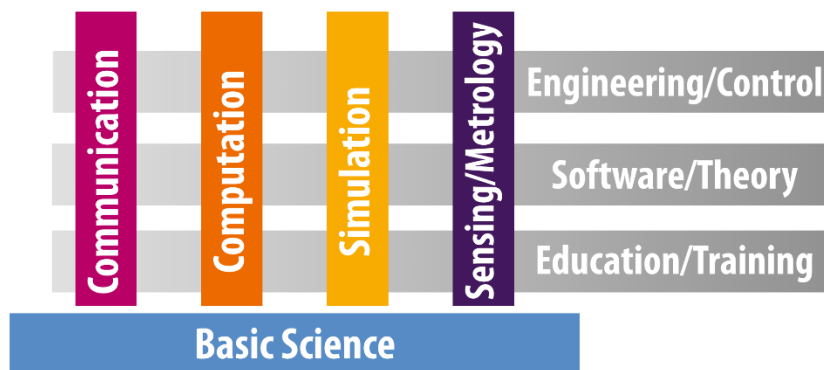 Communication
Computation
Simulation
Sensing/Metrology
Engineering/Control
Software/Theory
Education/Training
Basic Science